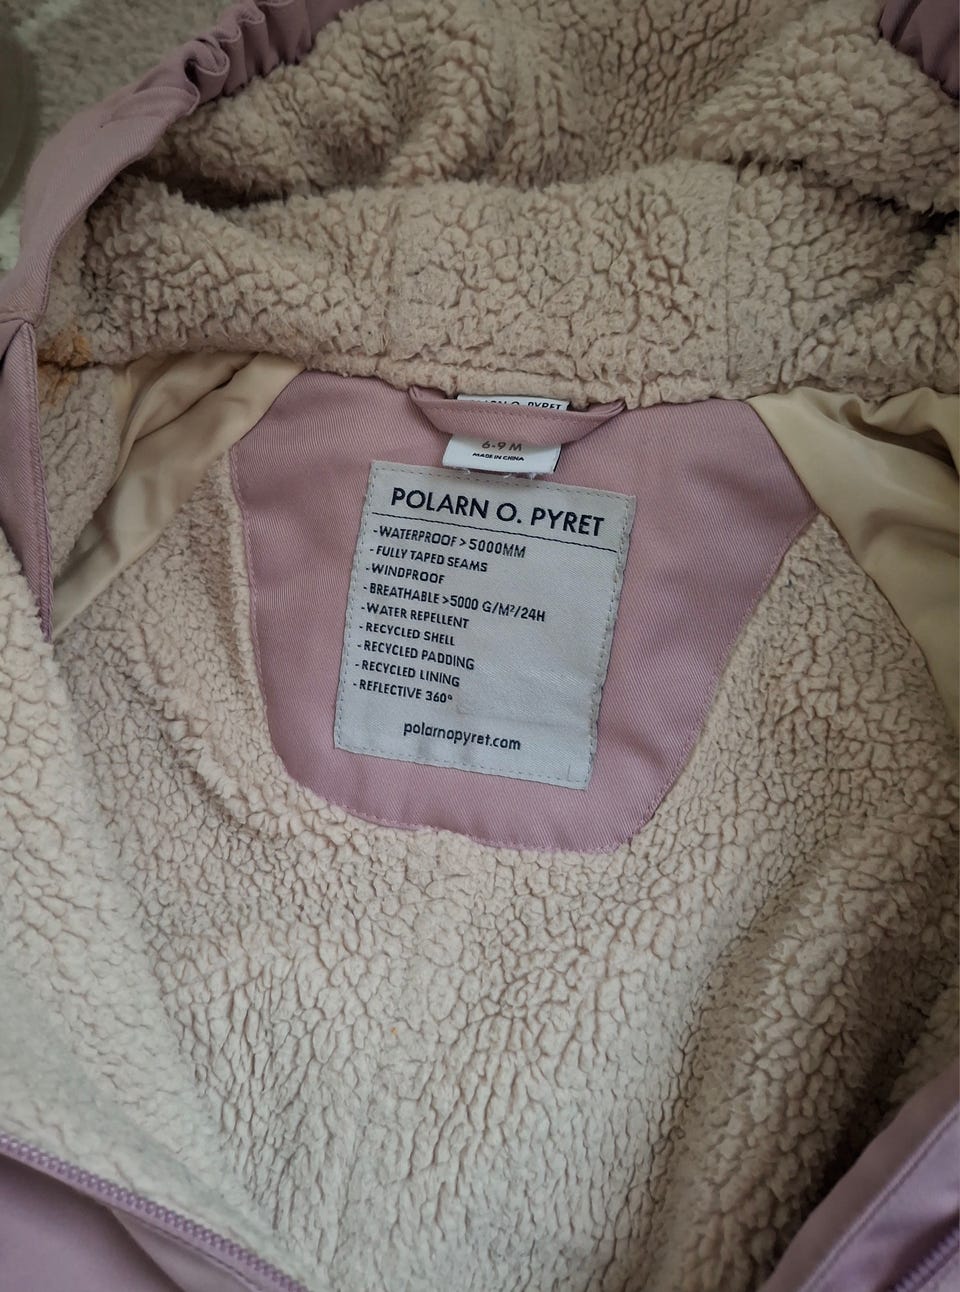 POLARN O. PYRET
6-9 M
MADE IN CHINA
POLARN O. PYRET
-WATERPROOF >5000MM
-FULLY TAPED SEAMS
-WINDPROOF
-BREATHABLE >5000 G/M²/24H
-WATER REPELLENT
-RECYCLED SHELL
-RECYCLED PADDING
-RECYCLED LINING
-REFLECTIVE 360°
polarnopyret.com